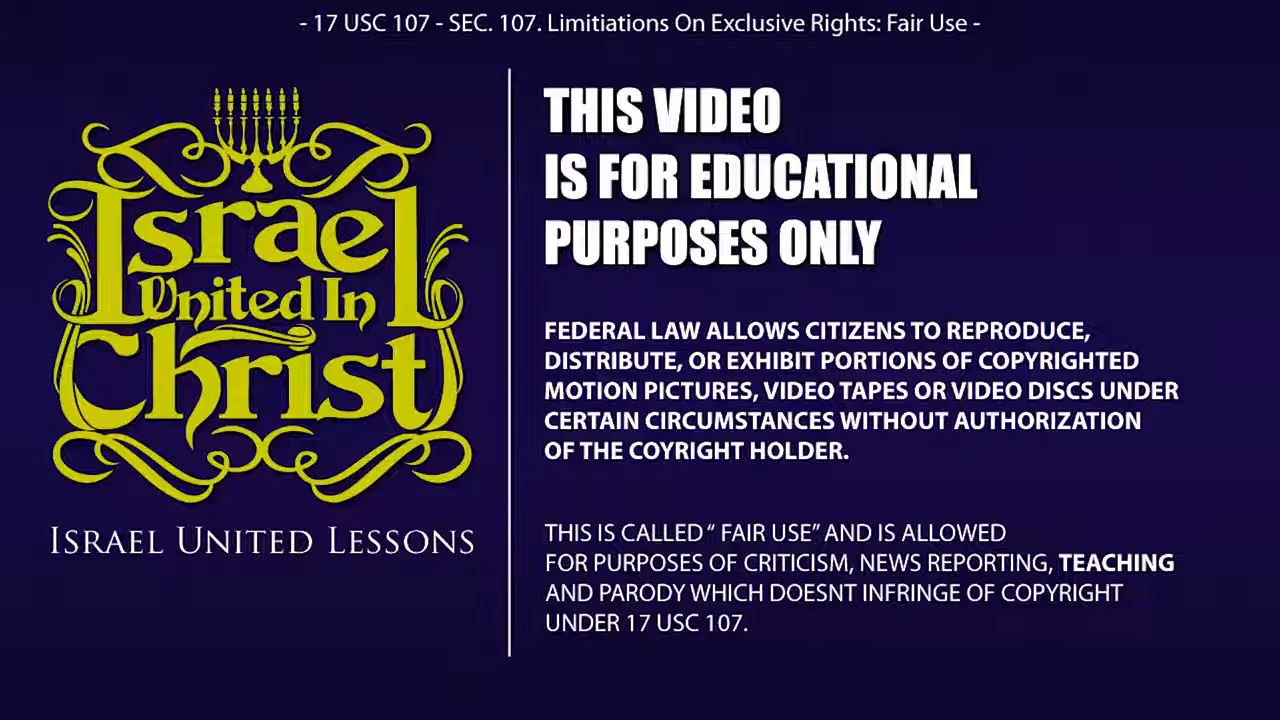 - 17 USC 107 - SEC. 107. Limitiations On Exclusive Rights: Fair Use -
Israel
United In
Christ
ISRAEL UNITED LESSONS
THIS VIDEO
IS FOR EDUCATIONAL
PURPOSES ONLY
FEDERAL LAW ALLOWS CITIZENS TO REPRODUCE,
DISTRIBUTE, OR EXHIBIT PORTIONS OF COPYRIGHTED
MOTION PICTURES, VIDEO TAPES OR VIDEO DISCS UNDER
CERTAIN CIRCUMSTANCES WITHOUT AUTHORIZATION
OF THE COYRIGHT HOLDER.
THIS IS CALLED “ FAIR USE” AND IS ALLOWED
FOR PURPOSES OF CRITICISM, NEWS REPORTING, TEACHING
AND PARODY WHICH DOESNT INFRINGE OF COPYRIGHT
UNDER 17 USC 107.